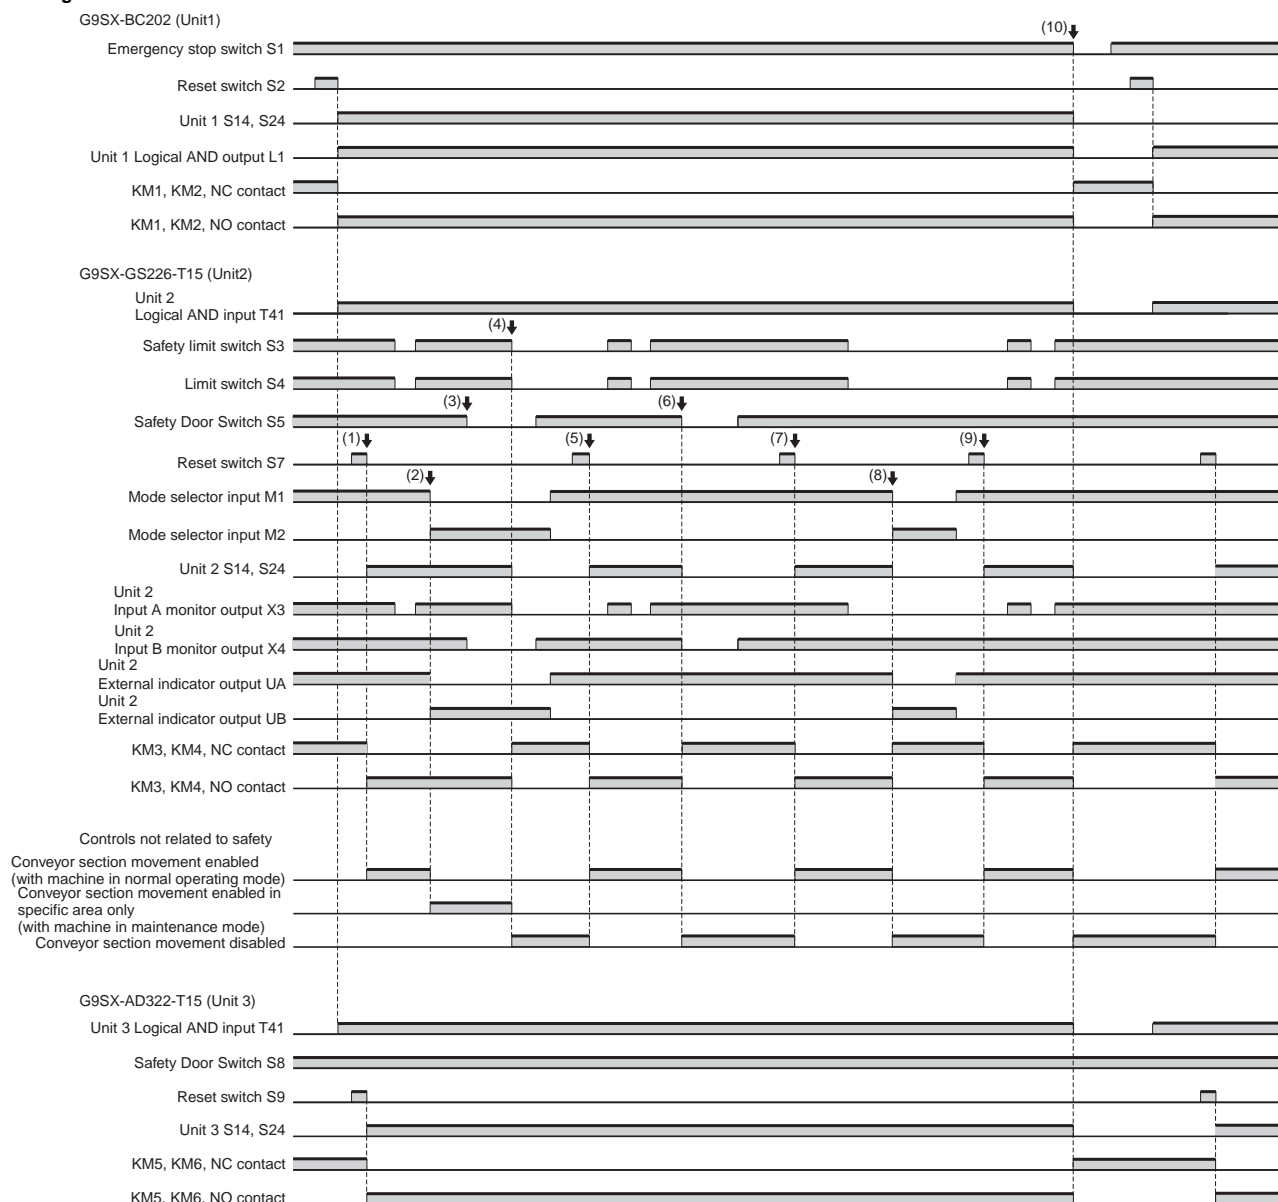 G9SX-BC202 (Unit1)
(10)
Emergency stop switch S1
Reset switch S2
Unit 1 S14, S24
Unit 1 Logical AND output L1
KM1, KM2, NC contact
KM1, KM2, NO contact
G9SX-GS226-T15 (Unit2)
Unit 2
Logical AND input T41
(4)
Safety limit switch S3
Limit switch S4
(3)
(6)
Safety Door Switch S5
(1)
(5)
(7)
(9)
Reset switch S7
(2)
(8)
Mode selector input M1
Mode selector input M2
Unit 2 S14, S24
Unit 2
Input A monitor output X3
Unit 2
Input B monitor output X4
Unit 2
External indicator output UA
Unit 2
External indicator output UB
KM3, KM4, NC contact
KM3, KM4, NO contact
Controls not related to safety
Conveyor section movement enabled
(with machine in normal operating mode)
Conveyor section movement enabled in
specific area only
(with machine in maintenance mode)
Conveyor section movement disabled
G9SX-AD322-T15 (Unit 3)
Unit 3 Logical AND input T41
Safety Door Switch S8
Reset switch S9
Unit 3 S14, S24
KM5, KM6, NC contact
KM5, KM6, NO contact